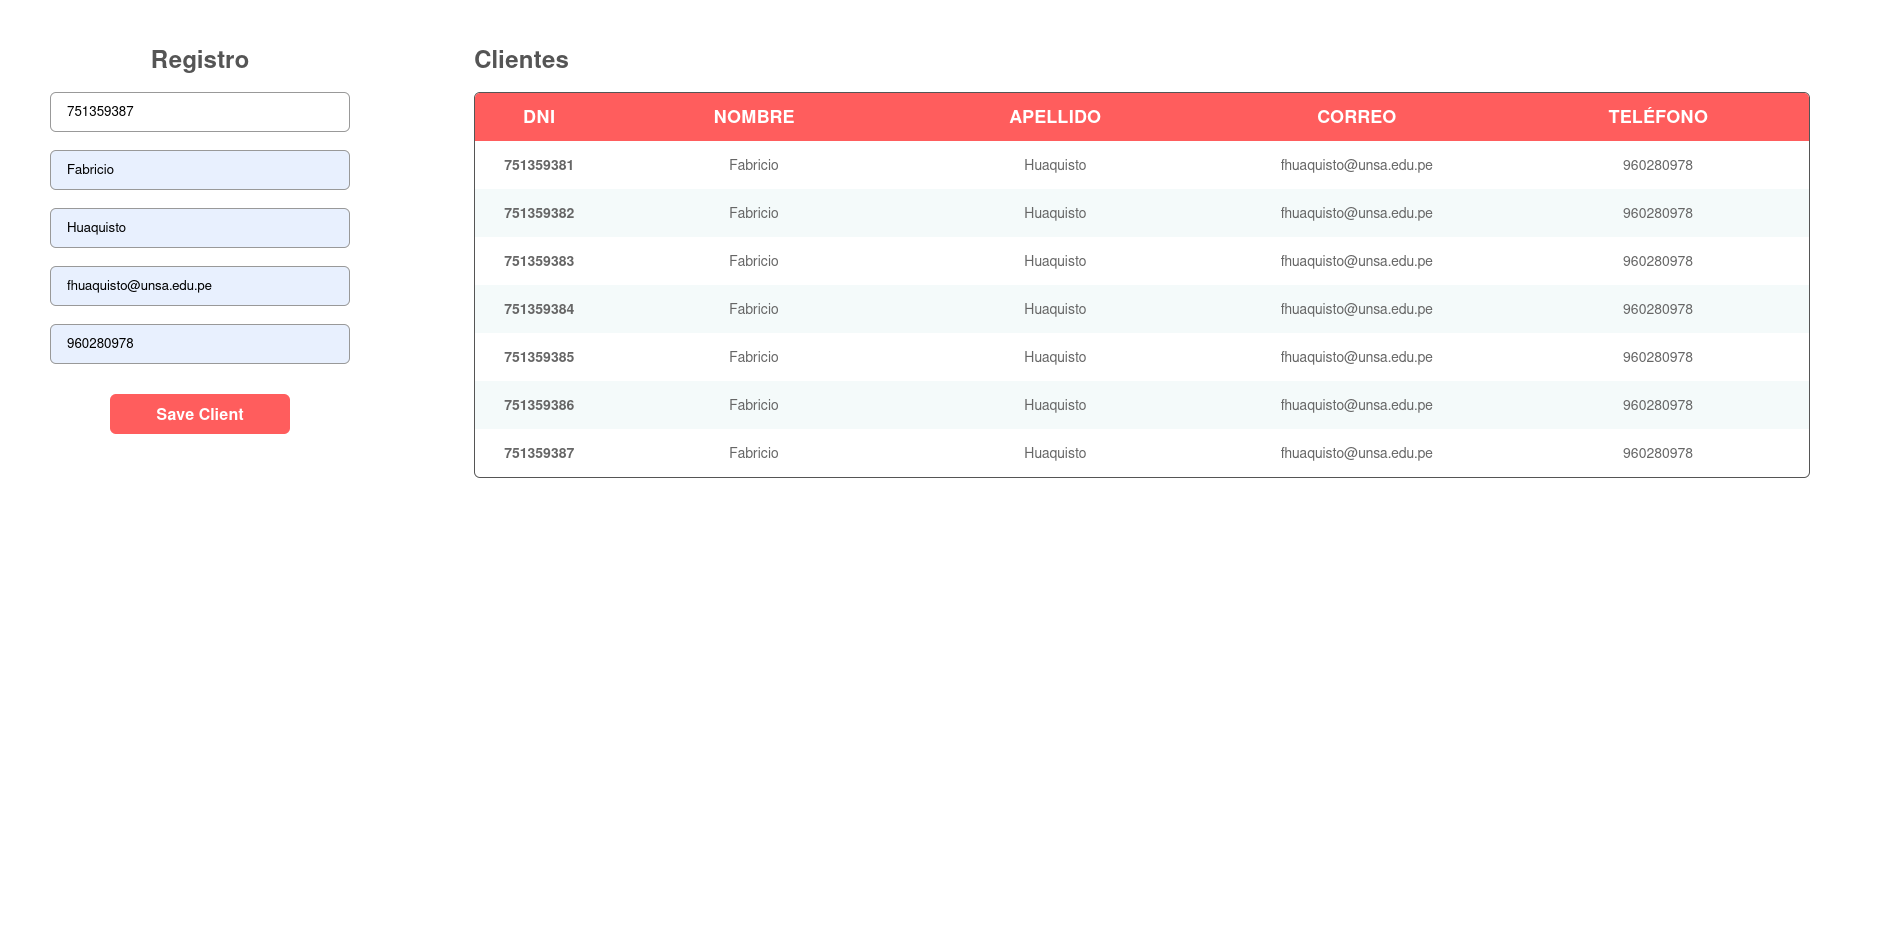 Registro
751359387
Fabricio
Huaquisto
fhuaquisto@unsa.edu.pe
960280978
Save Client
Clientes
DNI NOMBRE APELLIDO CORREO TELÉFONO
751359381 Fabricio Huaquisto fhuaquisto@unsa.edu.pe 960280978
751359382 Fabricio Huaquisto fhuaquisto@unsa.edu.pe 960280978
751359383 Fabricio Huaquisto fhuaquisto@unsa.edu.pe 960280978
751359384 Fabricio Huaquisto fhuaquisto@unsa.edu.pe 960280978
751359385 Fabricio Huaquisto fhuaquisto@unsa.edu.pe 960280978
751359386 Fabricio Huaquisto fhuaquisto@unsa.edu.pe 960280978
751359387 Fabricio Huaquisto fhuaquisto@unsa.edu.pe 960280978